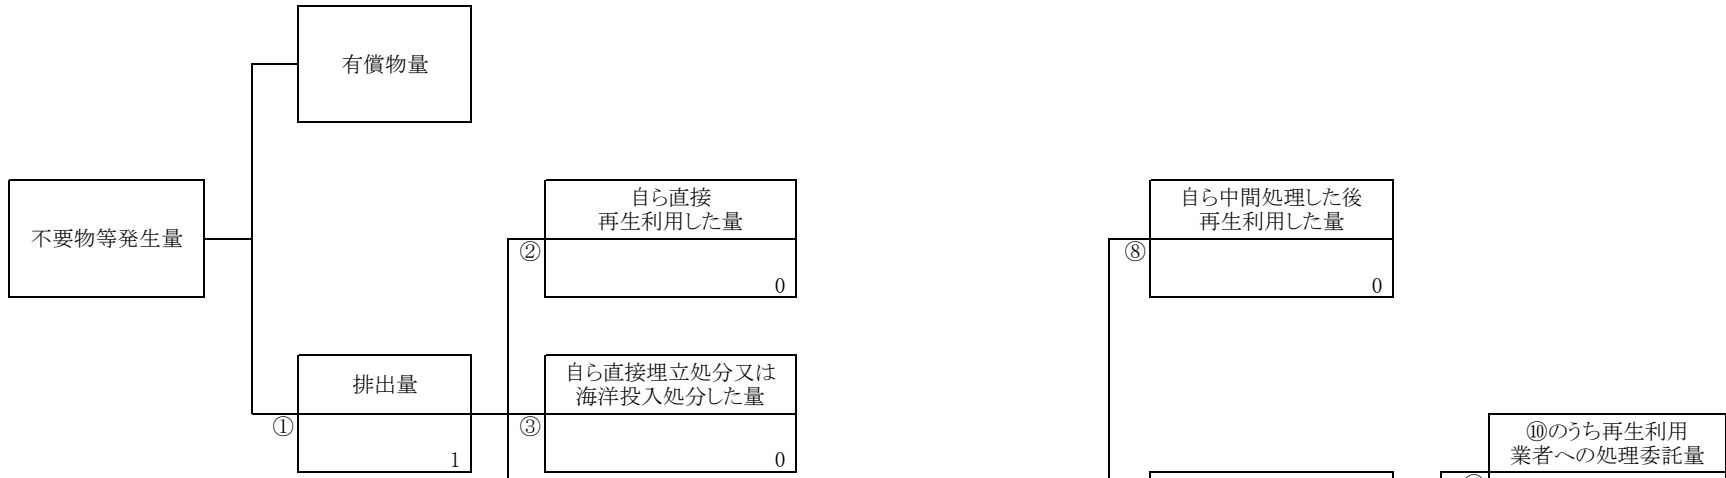 有償物量
不要物等発生量
自ら直接
再生利用した量
②
0
自ら中間処理した後
再生利用した量
⑧
0
排出量
①
1
自ら直接埋立処分又は
海洋投入処分した量
③
0
⑩のうち再生利用
業者への処理委託量